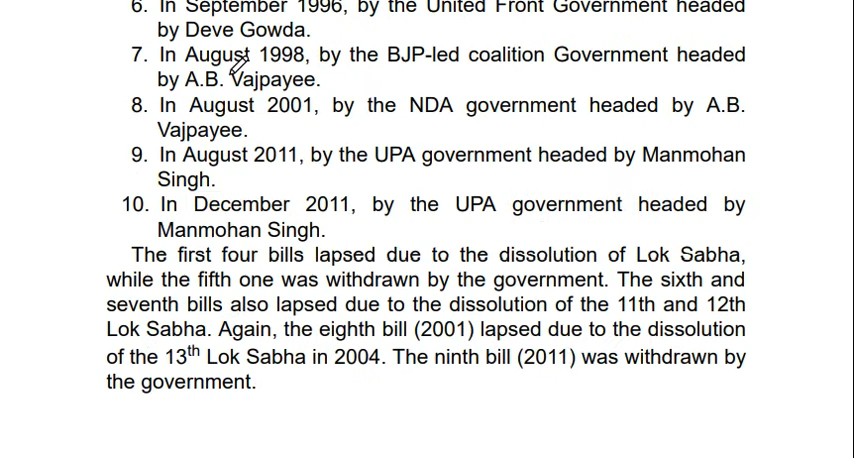 6. In September 1996, by the United Front Government headed
by Deve Gowda.
7. In August 1998, by the BJP-led coalition Government headed
by A.B. Vajpayee.
8. In August 2001, by the NDA government headed by A.B.
Vajpayee.
9. In August 2011, by the UPA government headed by Manmohan
Singh.
10. In December 2011, by the UPA government headed by
Manmohan Singh.
The first four bills lapsed due to the dissolution of Lok Sabha,
while the fifth one was withdrawn by the government. The sixth and
seventh bills also lapsed due to the dissolution of the 11th and 12th
Lok Sabha. Again, the eighth bill (2001) lapsed due to the dissolution
of the 13th Lok Sabha in 2004. The ninth bill (2011) was withdrawn by
the government.